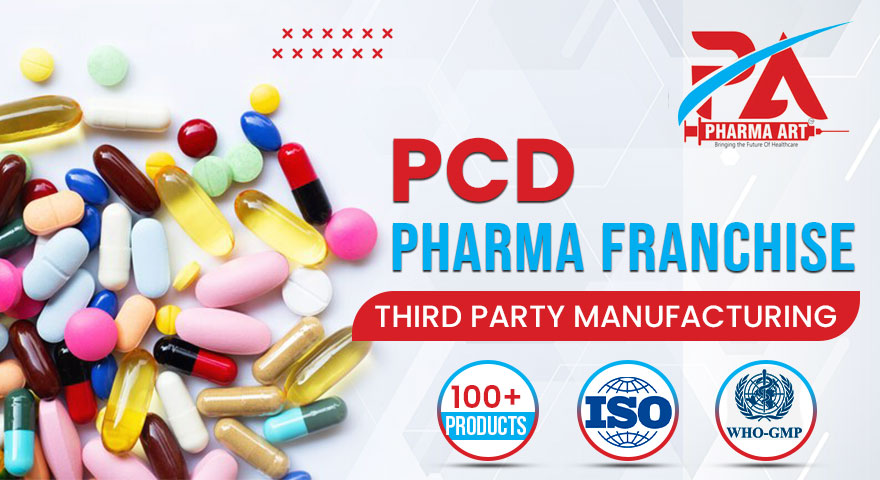 PA
PHARMA ART
Bringing the Future Of Healthcare
PCD
PHARMA FRANCHISE
THIRD PARTY MANUFACTURING
100+
PRODUCTS
ISO
WHO-GMP